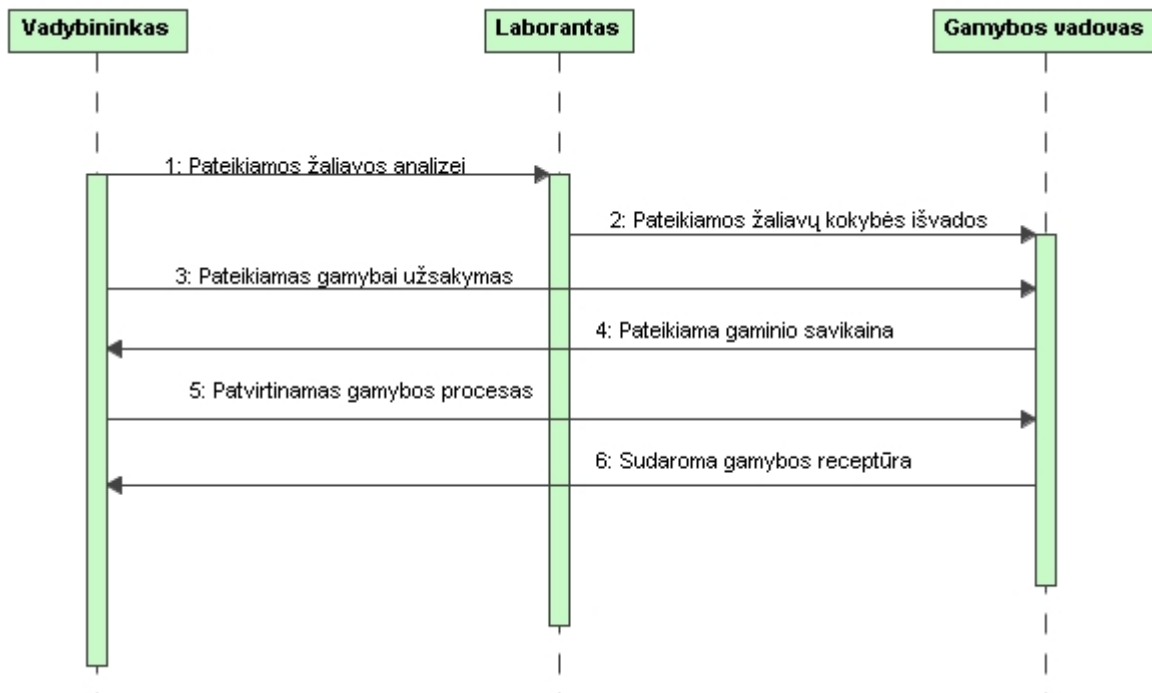 Vadybininkas
Laborantas
Gamybos vadovas
1: Pateikiamos žaliavos analizei
2: Pateikiamos žaliavų kokybės išvados
3: Pateikiamas gamybai užsakymas
4: Pateikiama gaminio savikaina
5: Patvirtinamas gamybos procesas
6: Sudaroma gamybos receptūra